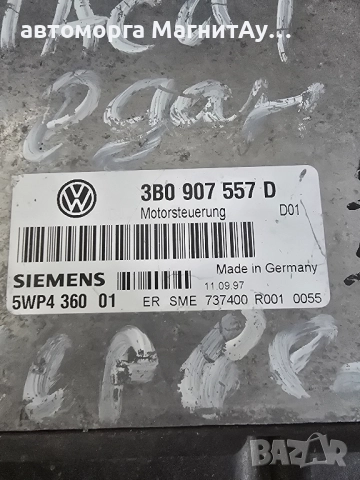 автоморга МагнитАу...
3B0 907 557 D
Motorsteuerung D01
SIEMENS
Made in Germany
11 09.97
5WP4 360 01 ER SME 737400 R001 0055
BAZAR